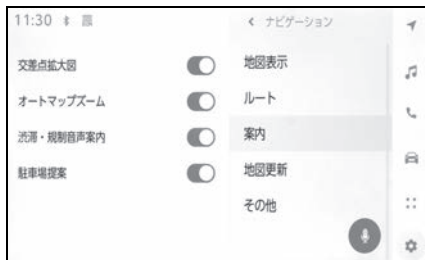 11:30
交差点拡大図
オートマップズーム
渋滞・規制音声案内
駐車場提案
ナビゲーション
地図表示
ルート
案内
地図更新
その他